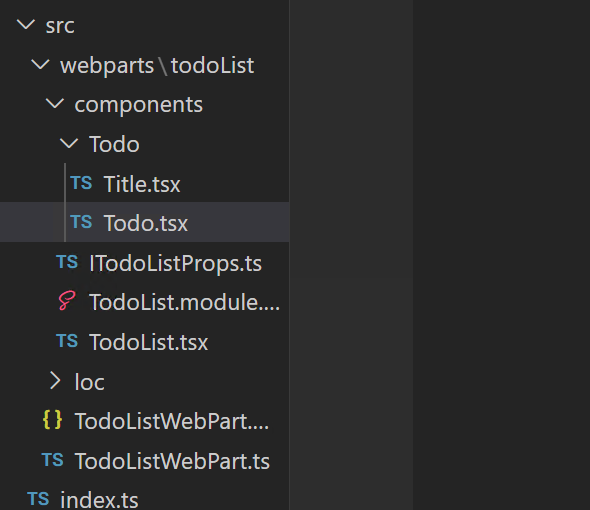 src
webparts\todoList
components
Todo
TS Title.tsx
TS Todo.tsx
TS ITodoListProps.ts
TodoList.module....
TS TodoList.tsx
loc
{} TodoListWebPart....
TS TodoListWebPart.ts
TS index.ts